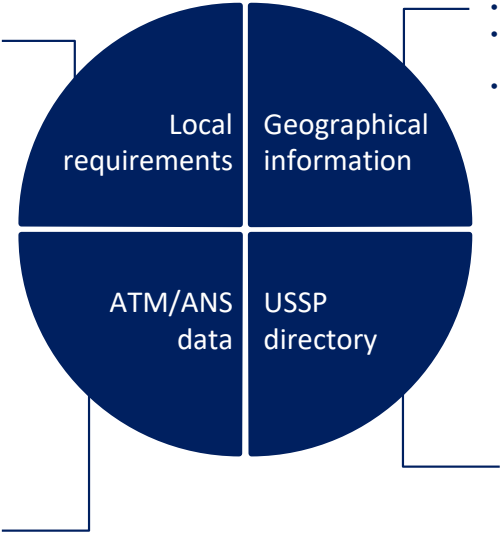 Local
requirements
Geographical
information
ATM/ANS
data
USSP
directory